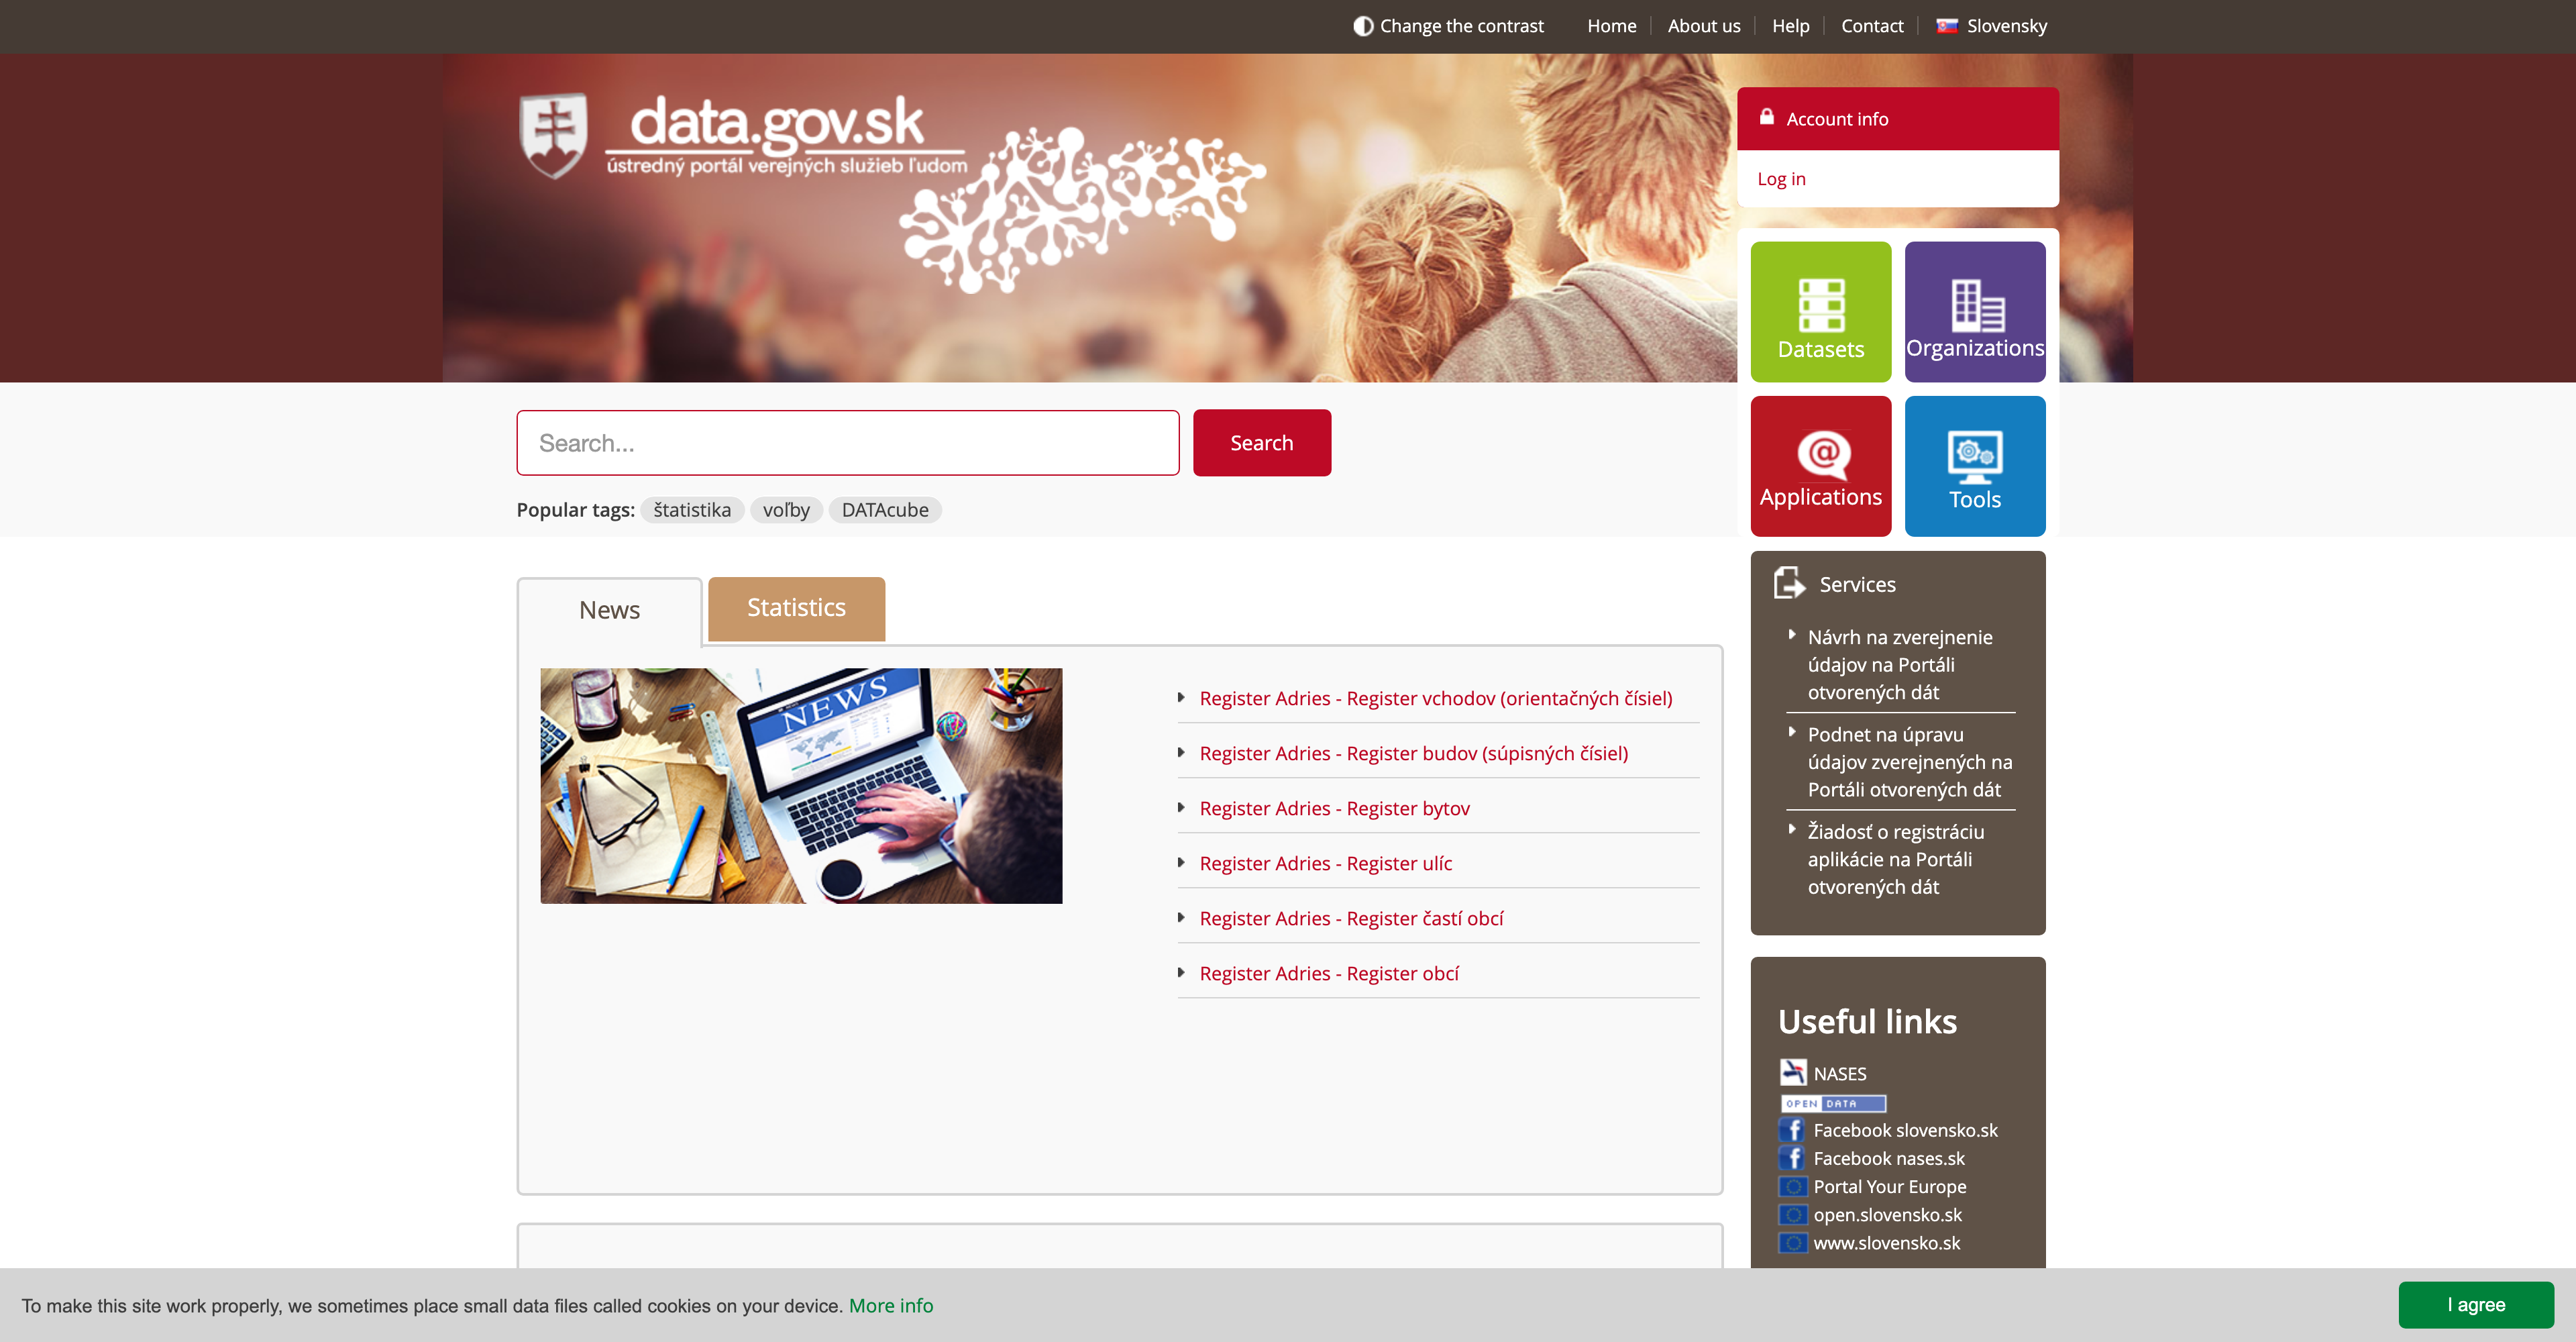 Change the contrast
Home
About us
Help
Contact
Slovensky
data.gov.sk
ústredný portál verejných služieb ľudom
Account info
Log in
Datasets
Organizations
Search...
Search
Applications
Tools
Popular tags: štatistika voľby DATAcube
Services
Návrh na zverejnenie
údajov na Portáli
otvorených dát
Podnet na úpravu
údajov zverejnených na
Portáli otvorených dát
Žiadosť o registráciu
aplikácie na Portáli
otvorených dát
News
Statistics
NEWS
Register Adries - Register vchodov (orientačných čísiel)
Register Adries - Register budov (súpisných čísiel)
Register Adries - Register bytov
Register Adries - Register ulíc
Register Adries - Register častí obcí
Register Adries - Register obcí
Useful links
NASES
OPEN DATA
Facebook slovensko.sk
Facebook nases.sk
Portal Your Europe
open.slovensko.sk
www.slovensko.sk
To make this site work properly, we sometimes place small data files called cookies on your device. More info
I agree